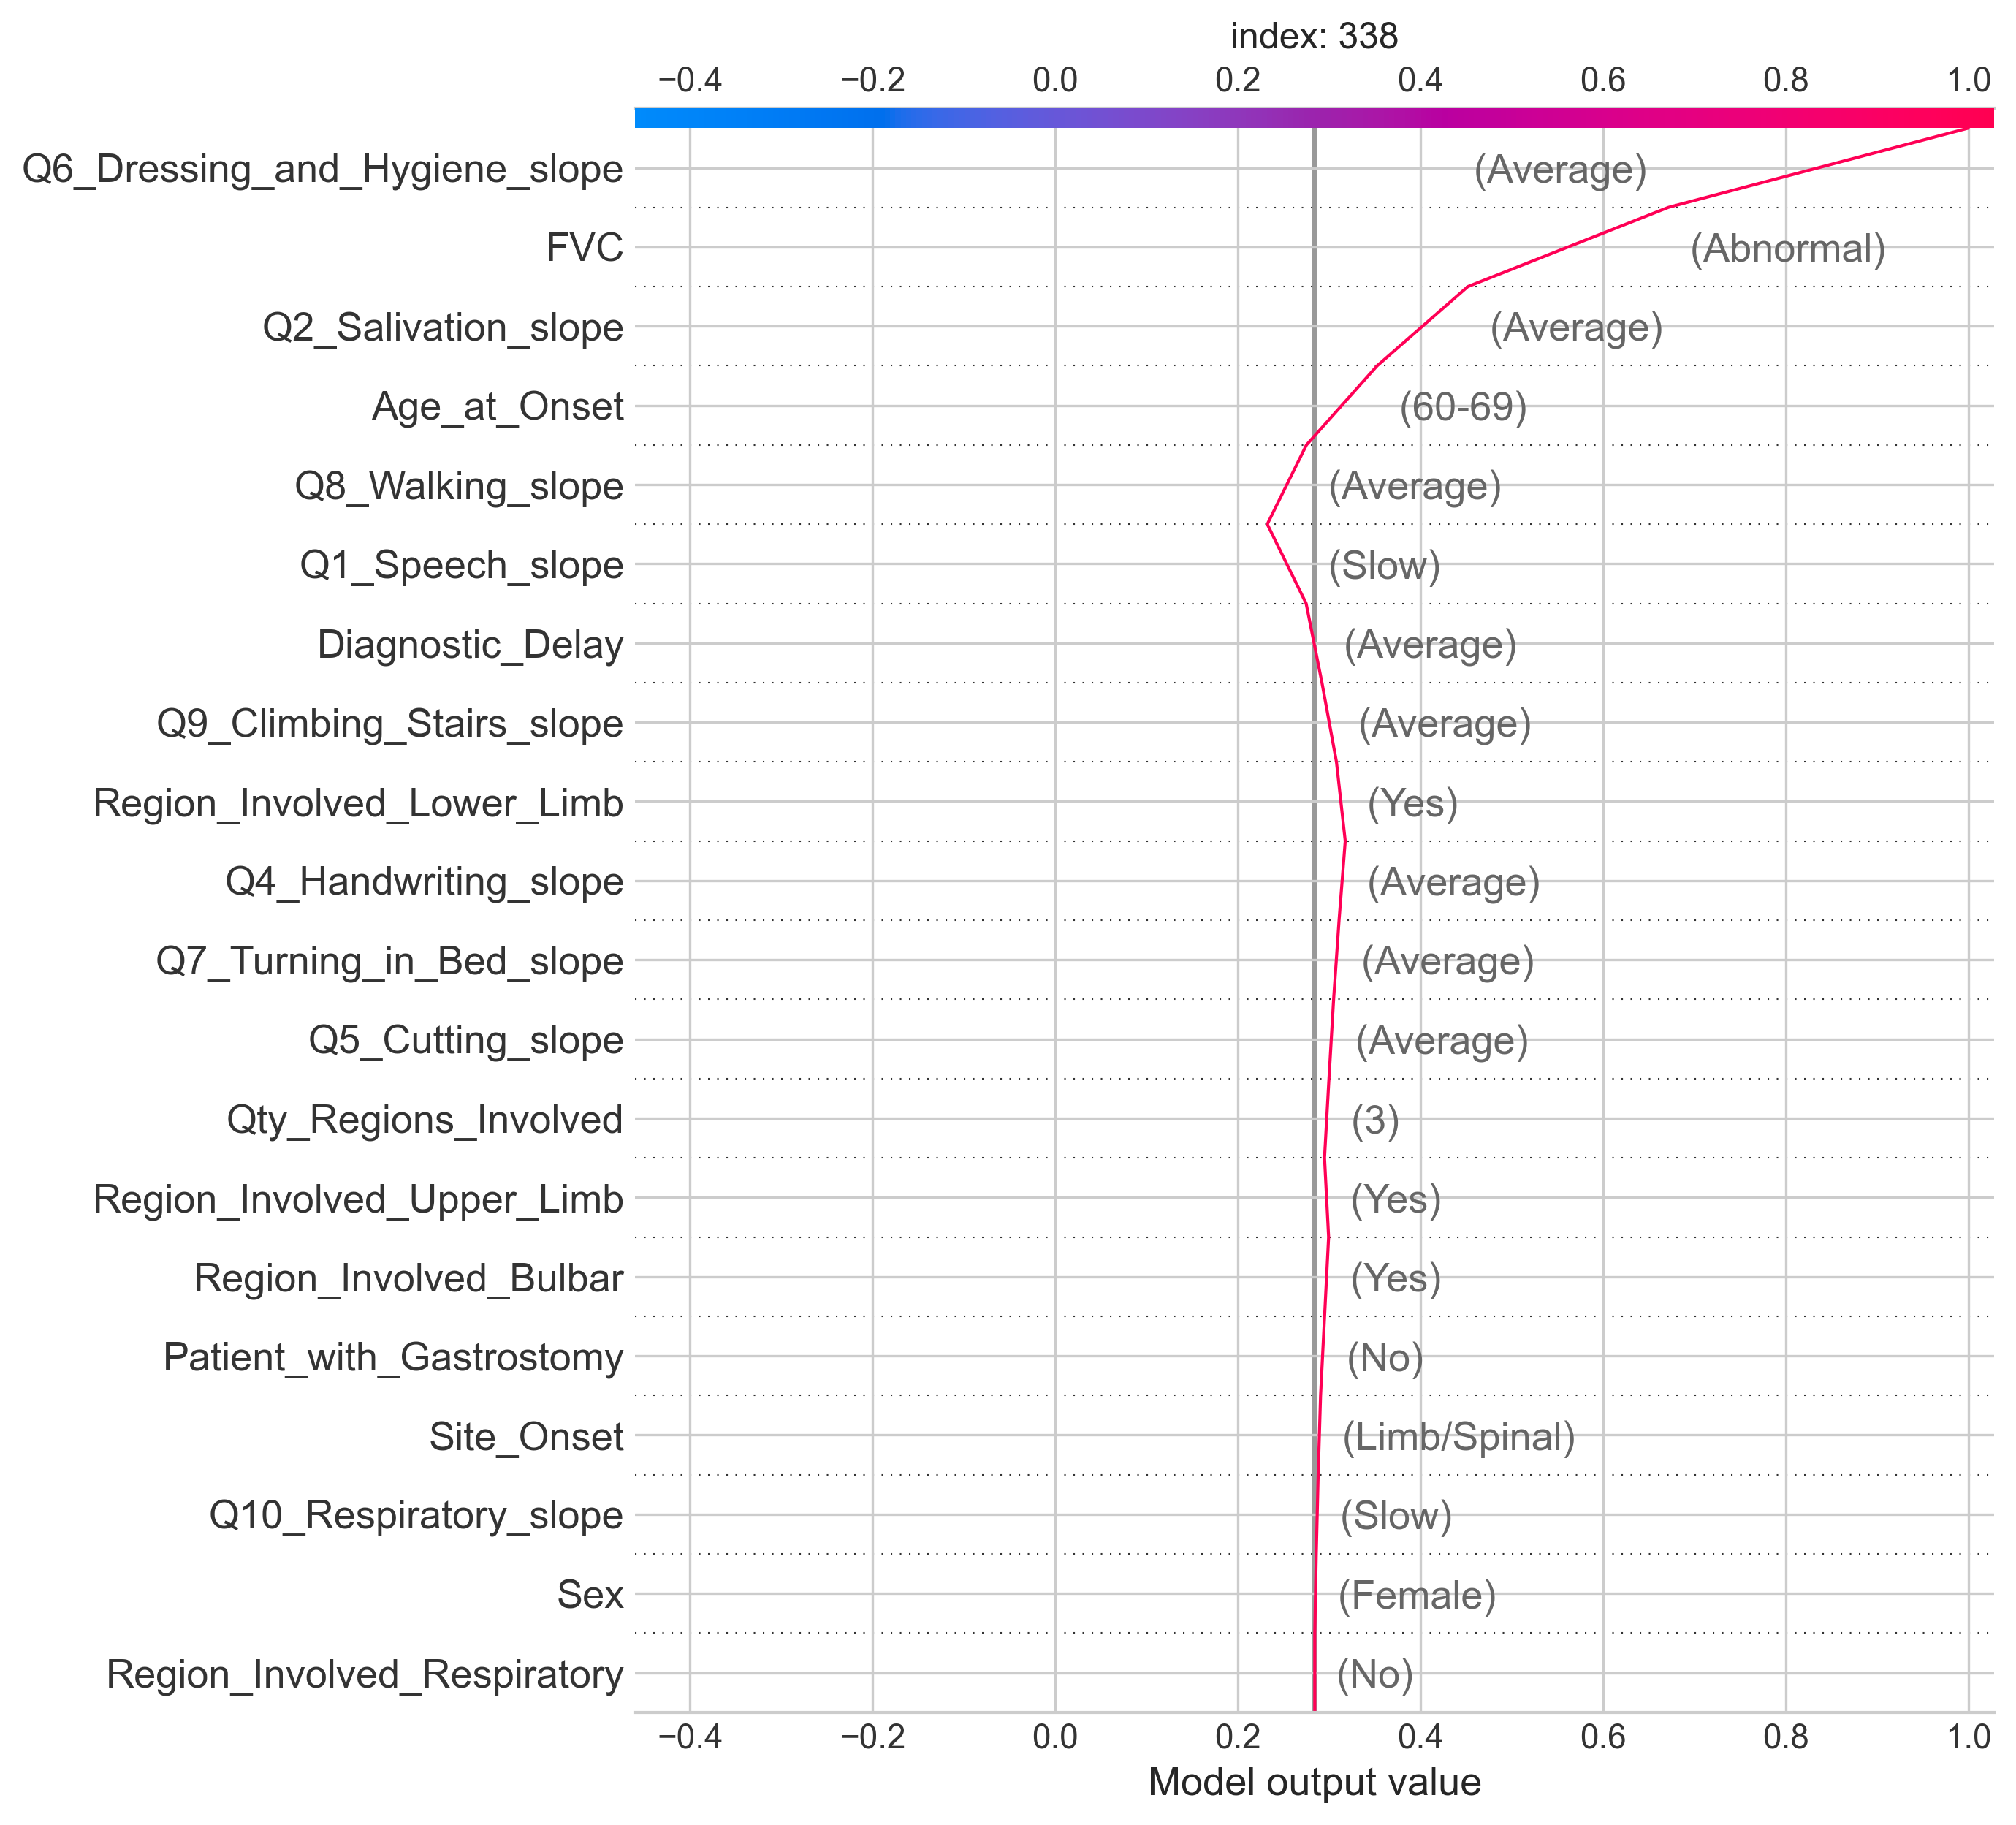 index: 338
−0.4 −0.2 0.0 0.2 0.4 0.6 0.8 1.0
Q6_Dressing_and_Hygiene_slope (Average)
FVC (Abnormal)
Q2_Salivation_slope (Average)
Age_at_Onset (60-69)
Q8_Walking_slope (Average)
Q1_Speech_slope (Slow)
Diagnostic_Delay (Average)
Q9_Climbing_Stairs_slope (Average)
Region_Involved_Lower_Limb (Yes)
Q4_Handwriting_slope (Average)
Q7_Turning_in_Bed_slope (Average)
Q5_Cutting_slope (Average)
Qty_Regions_Involved (3)
Region_Involved_Upper_Limb (Yes)
Region_Involved_Bulbar (Yes)
Patient_with_Gastrostomy (No)
Site_Onset (Limb/Spinal)
Q10_Respiratory_slope (Slow)
Sex (Female)
Region_Involved_Respiratory (No)
−0.4 −0.2 0.0 0.2 0.4 0.6 0.8 1.0
Model output value